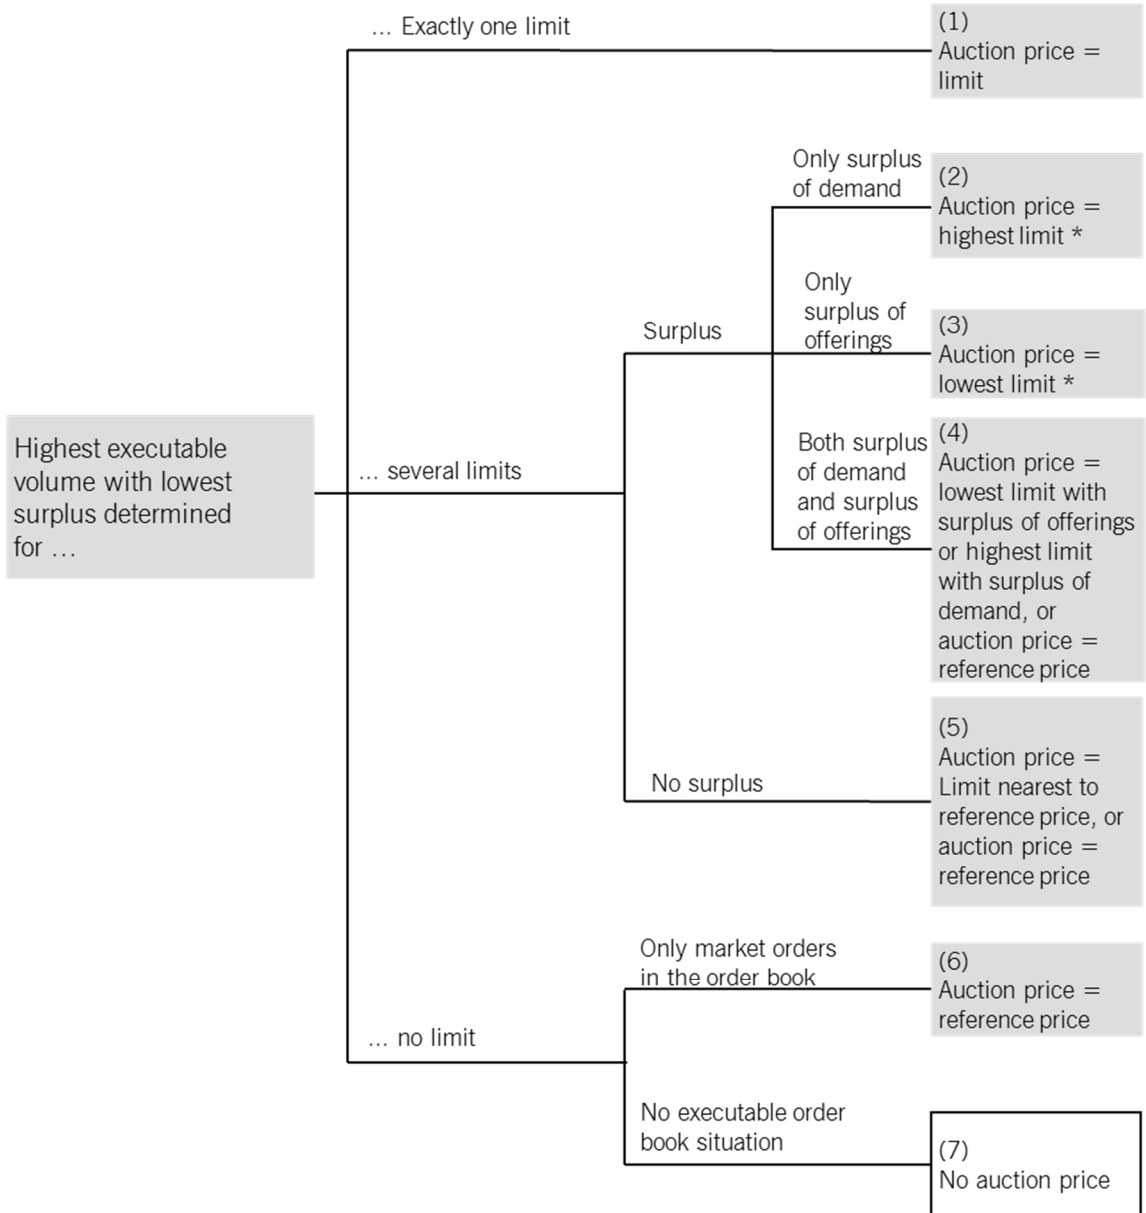 ... Exactly one limit
(1)
Auction price =
limit
Only surplus
of demand
(2)
Auction price =
highest limit *
Only
surplus of
offerings
Surplus
(3)
Auction price =
lowest limit *
Highest executable
volume with lowest
surplus determined
for ...
... several limits
Both surplus
of demand
and surplus
of offerings
(4)
Auction price =
lowest limit with
surplus of offerings
or highest limit
with surplus of
demand, or
auction price =
reference price
No surplus
(5)
Auction price =
Limit nearest to
reference price, or
auction price =
reference price
... no limit
Only market orders
in the order book
(6)
Auction price =
reference price
No executable order
book situation
(7)
No auction price